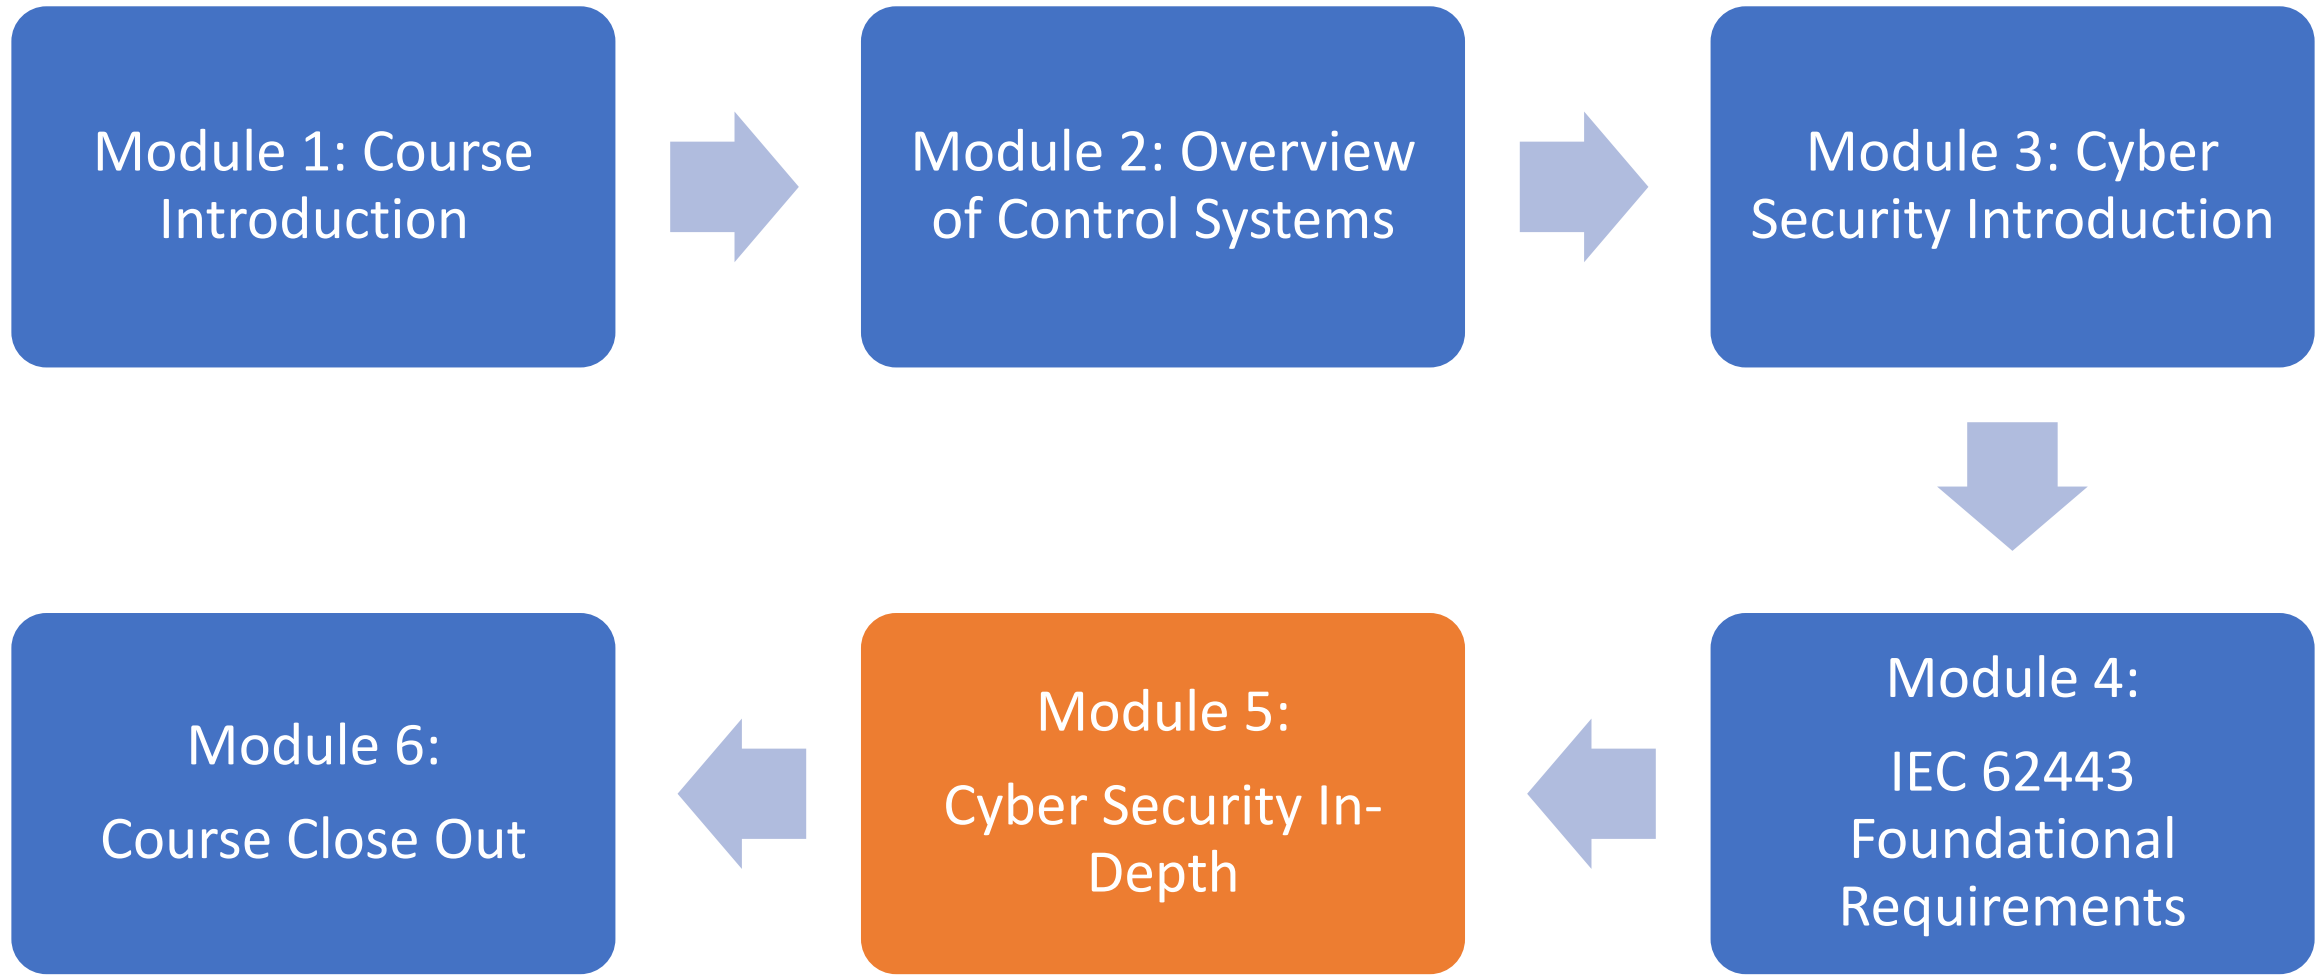 Module 1: Course
Introduction
Module 2: Overview
of Control Systems
Module 3: Cyber
Security Introduction
Module 4:
IEC 62443
Foundational
Requirements
Module 5:
Cyber Security In-
Depth
Module 6:
Course Close Out